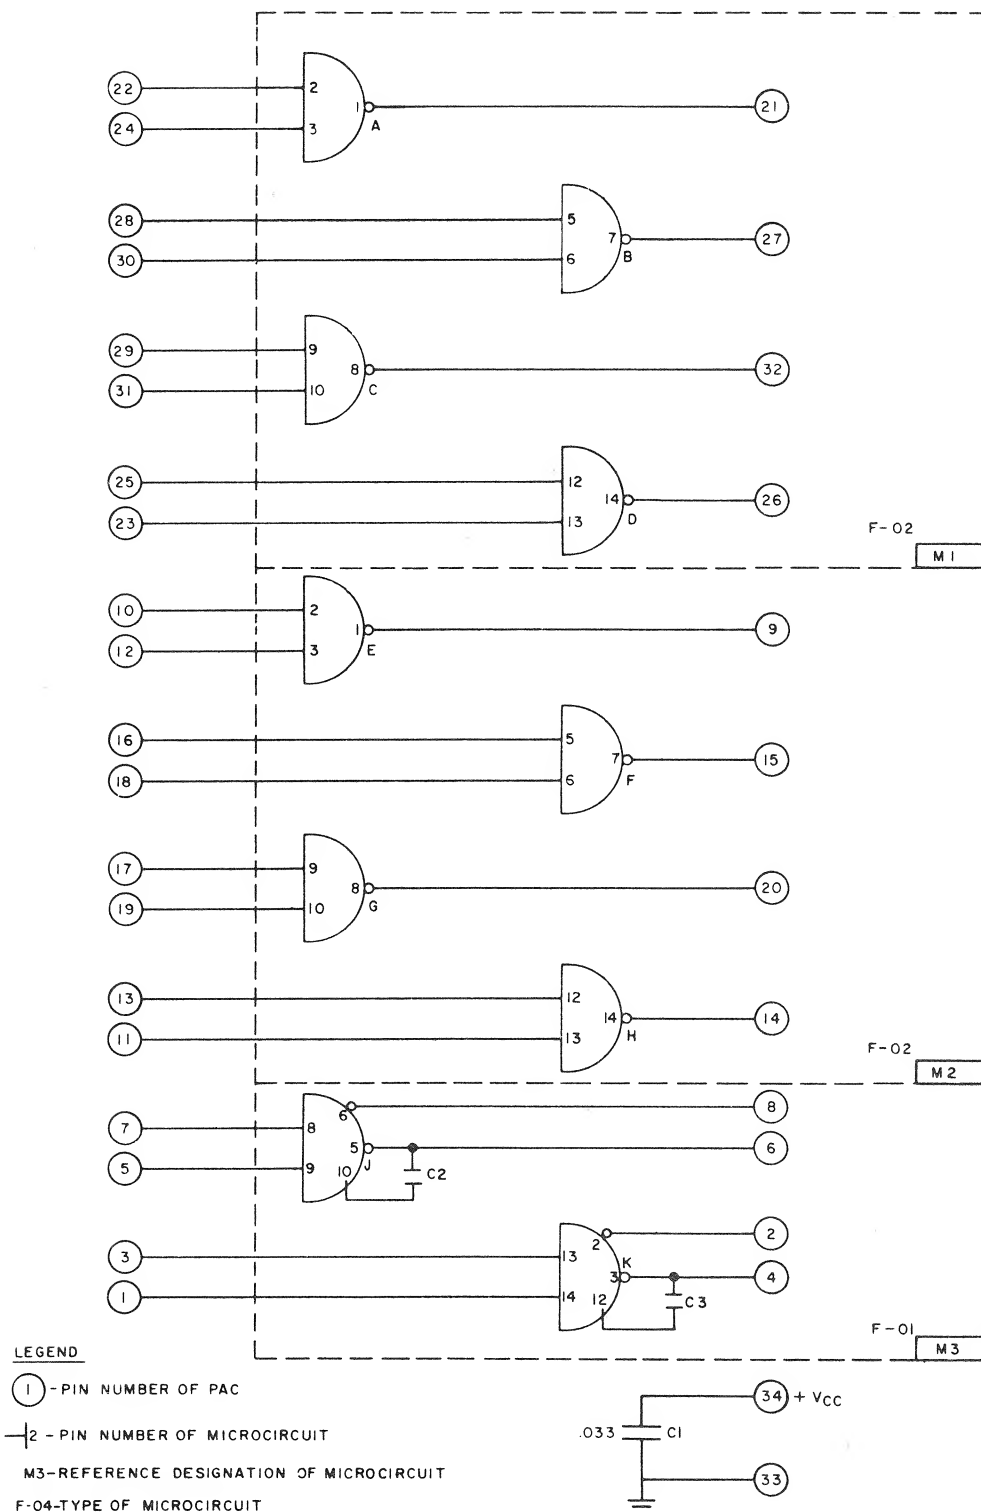 22 2 1 21
24 3 A
28 5 7 27
30 6 B
29 9 8 32
31 10 C
25 12 14 26
23 13 D
F-02
M1
10 2 1 9
12 3 E
16 5 7 15
18 6 F
17 9 8 20
19 10 G
13 12 14 14
11 13 H
F-02
M2
6 8
7 8 5 6
5 9 10 J C2
2 2
3 13 K 3 4
1 14 12 C3
F-01
M3
LEGEND
1 -PIN NUMBER OF PAC
2 - PIN NUMBER OF MICROCIRCUIT
M3-REFERENCE DESIGNATION OF MICROCIRCUIT
F-04-TYPE OF MICROCIRCUIT
34 + VCC
.033 C1
33